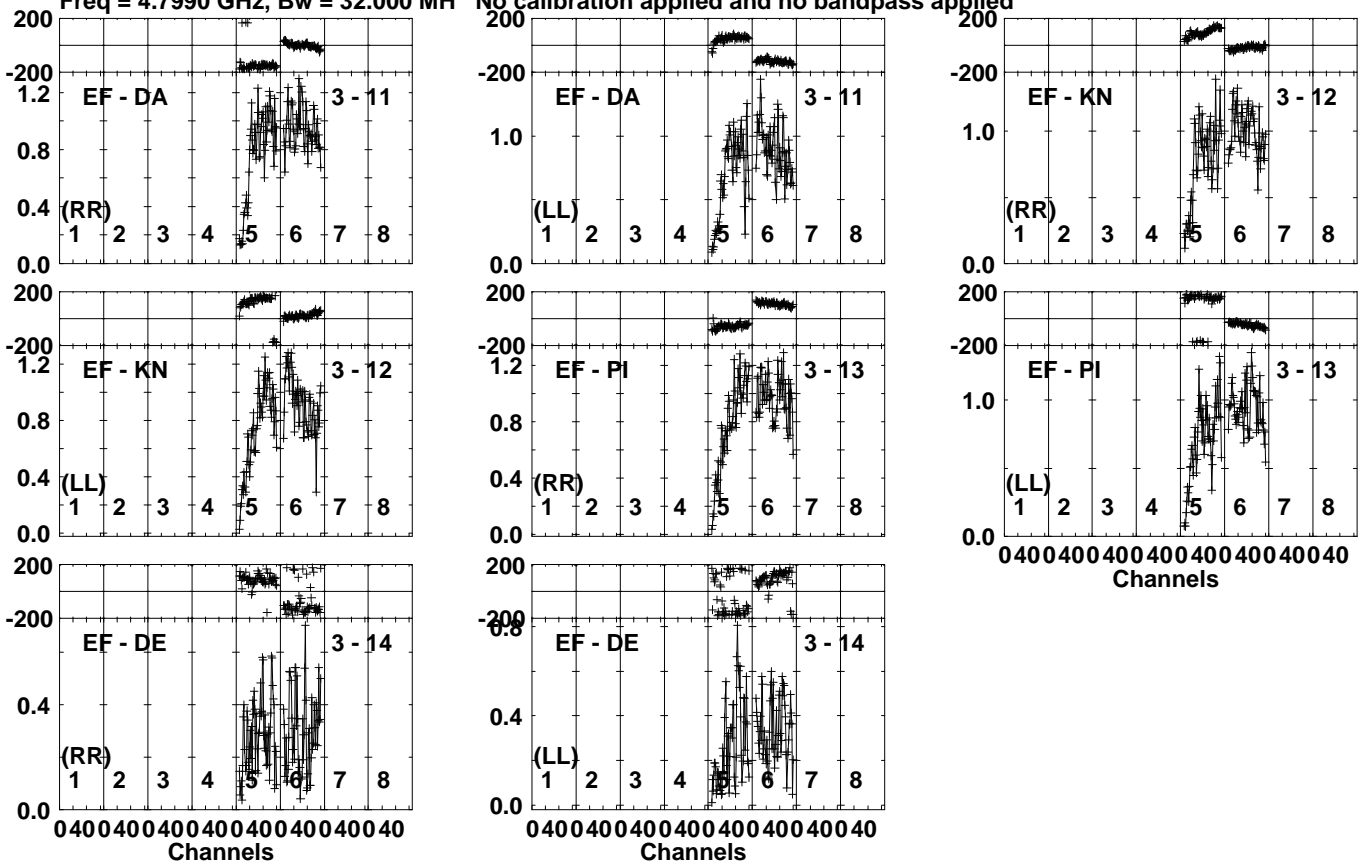 Freq = 4.7990 GHz, Bw = 32.000 MH No calibration applied and no bandpass applied
200
-200
1.2
0.8
0.4
0.0
EF - DA
3 - 11
(RR)
1 2 3 4 5 6 7 8
200
-200
1.0
0.0
EF - DA
3 - 11
(LL)
1 2 3 4 5 6 7 8
200
-200
1.0
0.0
EF - KN
3 - 12
(RR)
1 2 3 4 5 6 7 8
200
-200
1.2
0.8
0.4
0.0
EF - KN
3 - 12
(LL)
1 2 3 4 5 6 7 8
200
-200
1.2
0.8
0.4
0.0
EF - PI
3 - 13
(RR)
1 2 3 4 5 6 7 8
200
-200
1.0
0.0
EF - PI
3 - 13
(LL)
1 2 3 4 5 6 7 8
0 40 0 40 0 40 0 40 0 40 0 40 0 40 0 40
Channels
200
-200
0.4
0.0
EF - DE
3 - 14
(RR)
1 2 3 4 5 6 7 8
0 40 0 40 0 40 0 40 0 40 0 40 0 40 0 40
Channels
200
-200
0.8
0.4
0.0
EF - DE
3 - 14
(LL)
1 2 3 4 5 6 7 8
0 40 0 40 0 40 0 40 0 40 0 40 0 40 0 40
Channels